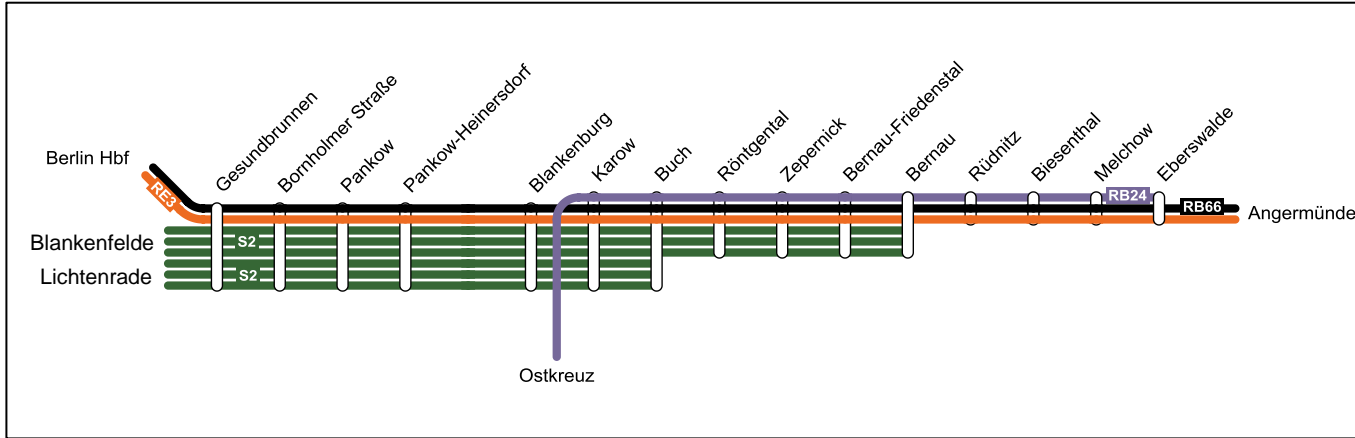 Berlin Hbf
Gesundbrunnen
Bornholmer Straße
Pankow
Pankow-Heinersdorf
Blankenburg
Karow
Buch
Röntgental
Zepernick
Bernau-Friedenstal
Bernau
Rüdnitz
Biesenthal
Melchow
Eberswalde
RE3
RB24
RB66
Angermünde
Blankenfelde
S2
Lichtenrade
S2
Ostkreuz